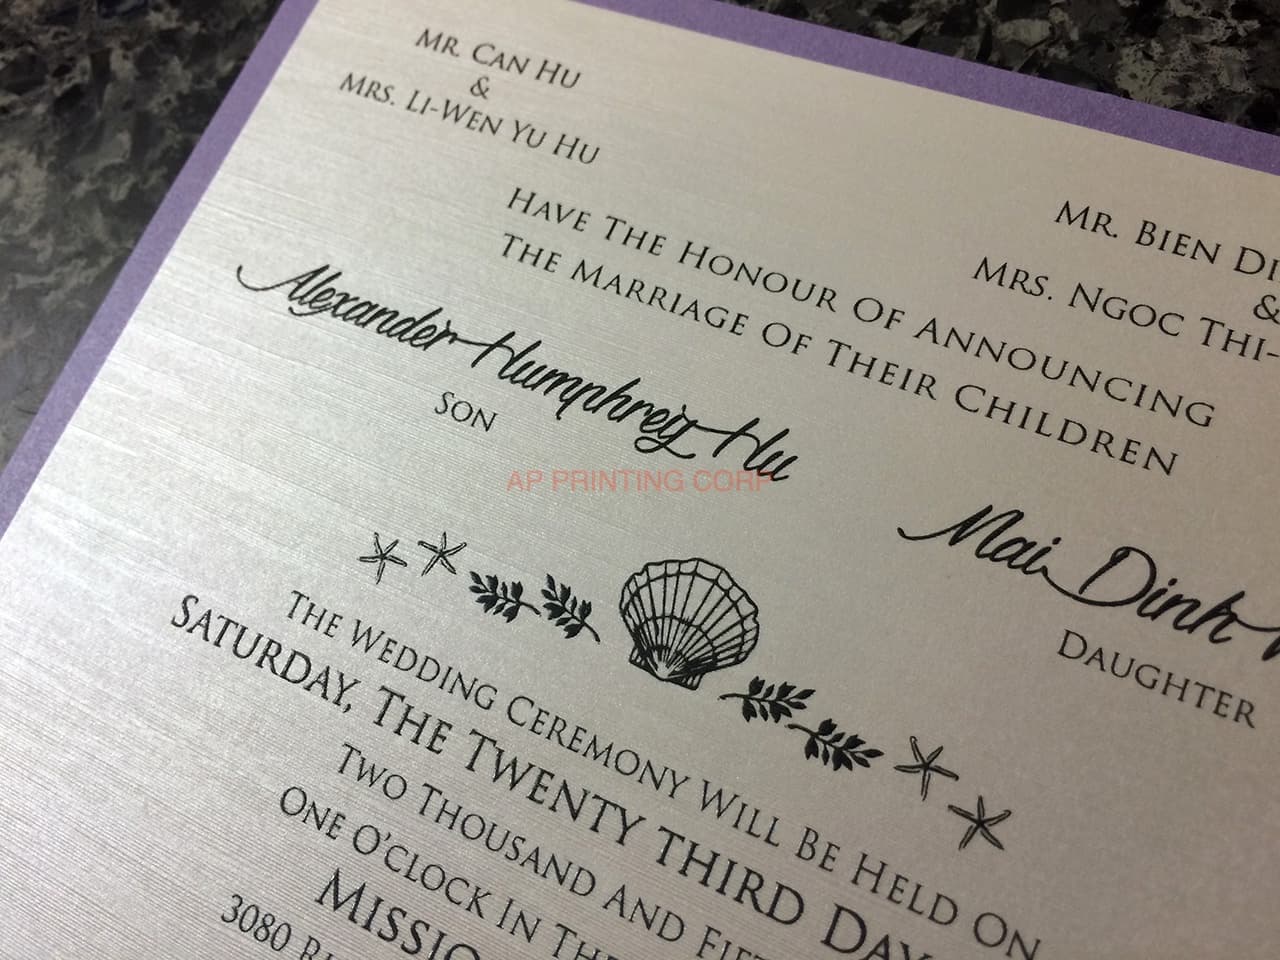 MR. CAN HU
&
MRS. LI-WEN YU HU
MR. BIEN
&
MRS. NGOC THI-
HAVE THE HONOUR OF ANNOUNCING
THE MARRIAGE OF THEIR CHILDREN
Alexander Humphrey Hu
SON
AP PRINTING CORP
Mai Dinh
DAUGHTER
THE WEDDING CEREMONY WILL BE HELD ON
SATURDAY, THE TWENTY THIRD DAY
TWO THOUSAND AND
ONE O'CLOCK IN THE
3080